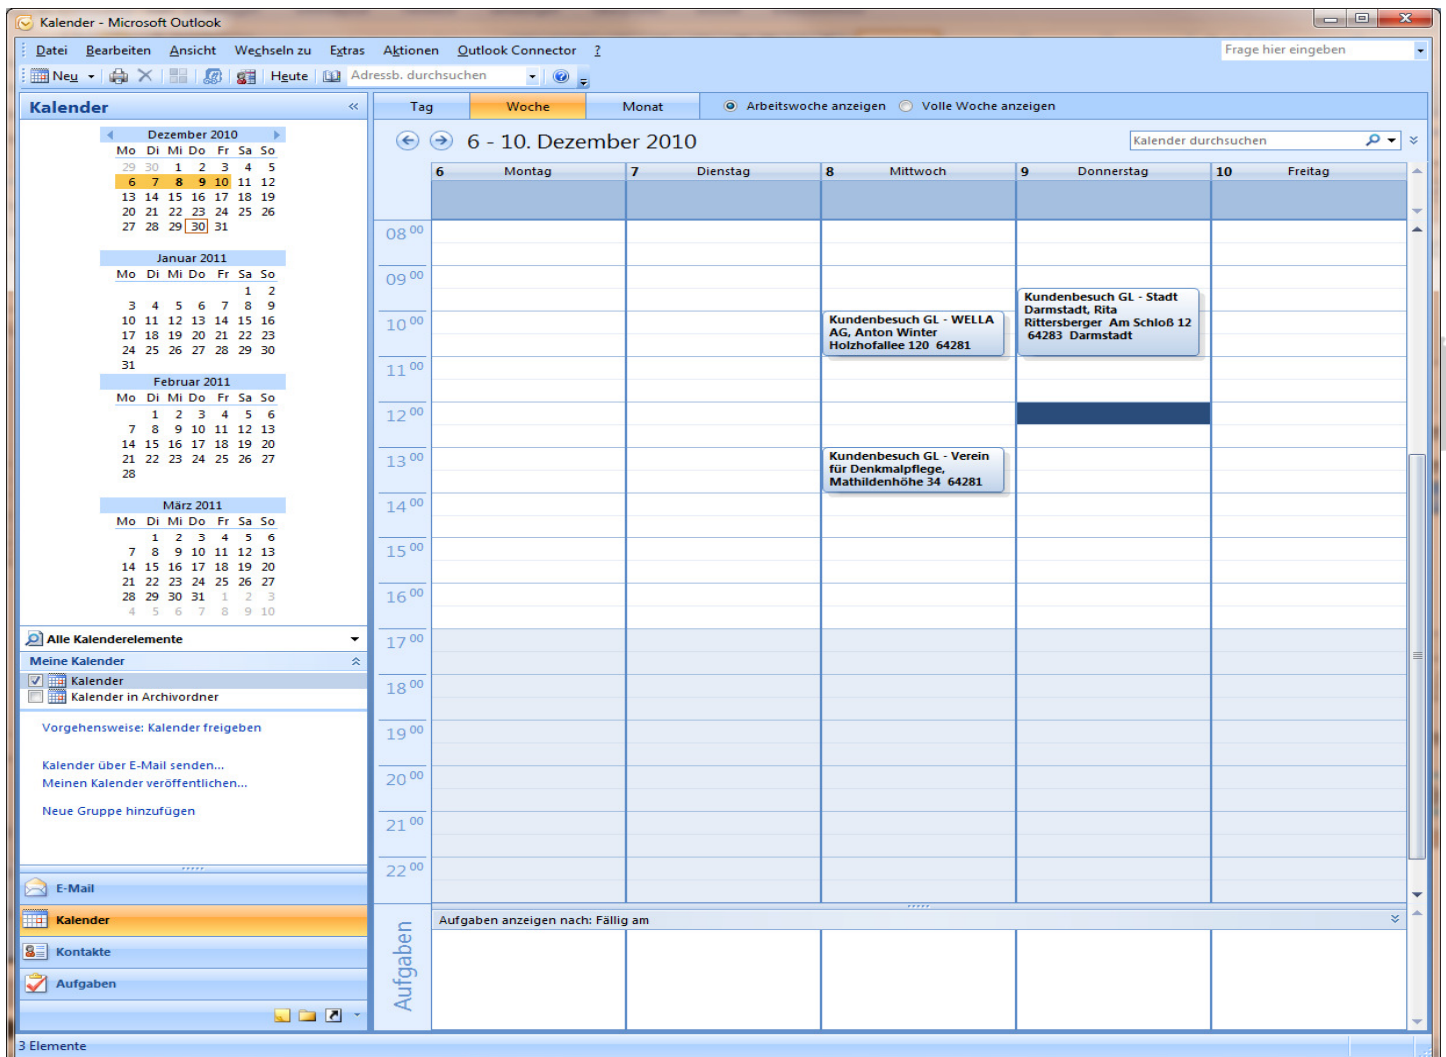 Kalender - Microsoft Outlook
Datei Bearbeiten Ansicht Wechseln zu Extras Aktionen Outlook Connector ? Frage hier eingeben
Neu Heute Adressb. durchsuchen
Kalender «
Tag Woche Monat Arbeitswoche anzeigen Volle Woche anzeigen
6 - 10. Dezember 2010 Kalender durchsuchen
Dezember 2010
Mo Di Mi Do Fr Sa So
29 30 1 2 3 4 5
6 7 8 9 10 11 12
13 14 15 16 17 18 19
20 21 22 23 24 25 26
27 28 29 30 31
Januar 2011
Mo Di Mi Do Fr Sa So
1 2
3 4 5 6 7 8 9
10 11 12 13 14 15 16
17 18 19 20 21 22 23
24 25 26 27 28 29 30
31
Februar 2011
Mo Di Mi Do Fr Sa So
1 2 3 4 5 6
7 8 9 10 11 12 13
14 15 16 17 18 19 20
21 22 23 24 25 26 27
28
März 2011
Mo Di Mi Do Fr Sa So
1 2 3 4 5 6
7 8 9 10 11 12 13
14 15 16 17 18 19 20
21 22 23 24 25 26 27
28 29 30 31 1 2 3
4 5 6 7 8 9 10
Alle Kalenderelemente
Meine Kalender
Kalender
Kalender in Archivordner
Vorgehensweise: Kalender freigeben
Kalender über E-Mail senden...
Meinen Kalender veröffentlichen...
Neue Gruppe hinzufügen
E-Mail
Kalender
Kontakte
Aufgaben
6 Montag 7 Dienstag 8 Mittwoch 9 Donnerstag 10 Freitag
08 00
09 00
10 00
11 00
12 00
13 00
14 00
15 00
16 00
17 00
18 00
19 00
20 00
21 00
22 00
Kundenbesuch GL - WELLA
AG, Anton Winter
Holzhofallee 120 64281
Kundenbesuch GL - Verein
für Denkmalpflege,
Mathildenhöhe 34 64281
Kundenbesuch GL - Stadt
Darmstadt, Rita
Rittersberger Am Schloß 12
64283 Darmstadt
Aufgaben
Aufgaben anzeigen nach: Fällig am
3 Elemente